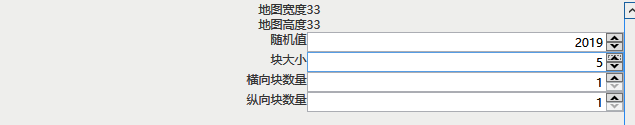 地图宽度33
地图高度33
随机值 2019
块大小 5
横向块数量 1
纵向块数量 1